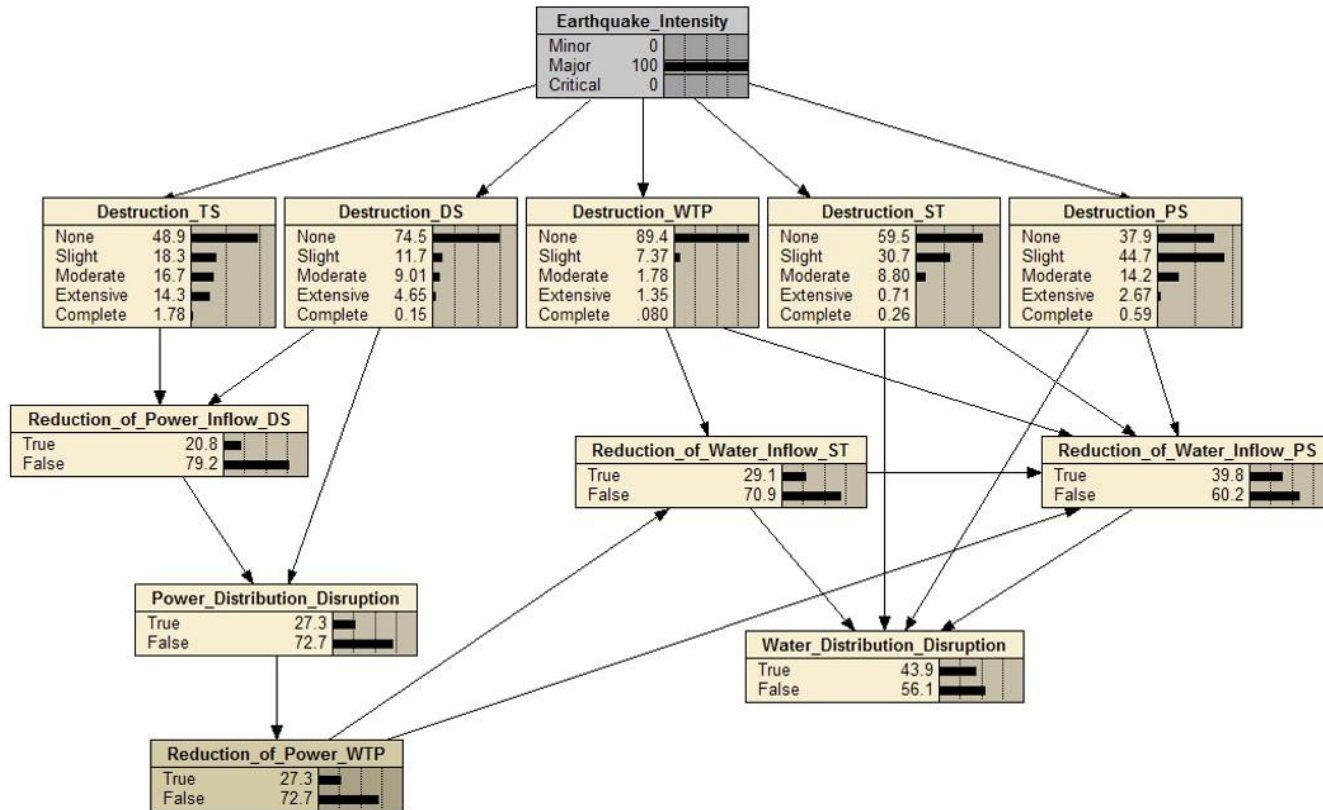 Earthquake_Intensity
Minor 0
Major 100
Critical 0
Destruction_TS
None 48.9
Slight 18.3
Moderate 16.7
Extensive 14.3
Complete 1.78
Destruction_DS
None 74.5
Slight 11.7
Moderate 9.01
Extensive 4.65
Complete 0.15
Destruction_WTP
None 89.4
Slight 7.37
Moderate 1.78
Extensive 1.35
Complete .080
Destruction_ST
None 59.5
Slight 30.7
Moderate 8.80
Extensive 0.71
Complete 0.26
Destruction_PS
None 37.9
Slight 44.7
Moderate 14.2
Extensive 2.67
Complete 0.59
Reduction_of_Power_Inflow_DS
True 20.8
False 79.2
Reduction_of_Water_Inflow_ST
True 29.1
False 70.9
Reduction_of_Water_Inflow_PS
True 39.8
False 60.2
Power_Distribution_Disruption
True 27.3
False 72.7
Water_Distribution_Disruption
True 43.9
False 56.1
Reduction_of_Power_WTP
True 27.3
False 72.7